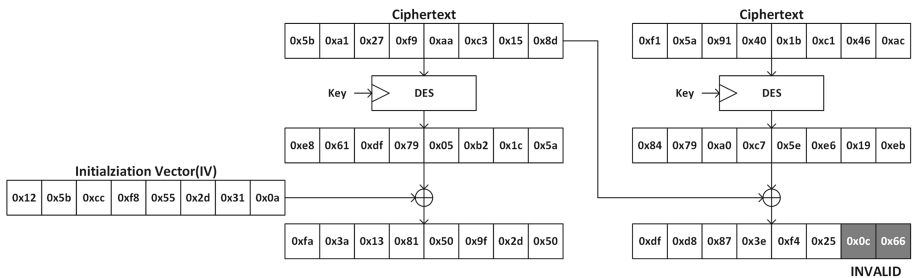 Ciphertext Ciphertext
0x5b 0xa1 0x27 0xf9 0xaa 0xc3 0x15 0x8d 0xf1 0x5a 0x91 0x40 0x1b 0xc1 0x46 0xac
Key DES Key DES
0xe8 0x61 0xdf 0x79 0x05 0xb2 0x1c 0x5a 0x84 0x79 0xa0 0xc7 0x5e 0xe6 0x19 0xeb
Initialziation Vector(IV)
0x12 0x5b 0xcc 0xf8 0x55 0x2d 0x31 0x0a
0xfa 0x3a 0x13 0x81 0x50 0x9f 0x2d 0x50 0xdf 0xd8 0x87 0x3e 0xf4 0x25 0x0c 0x66
INVALID